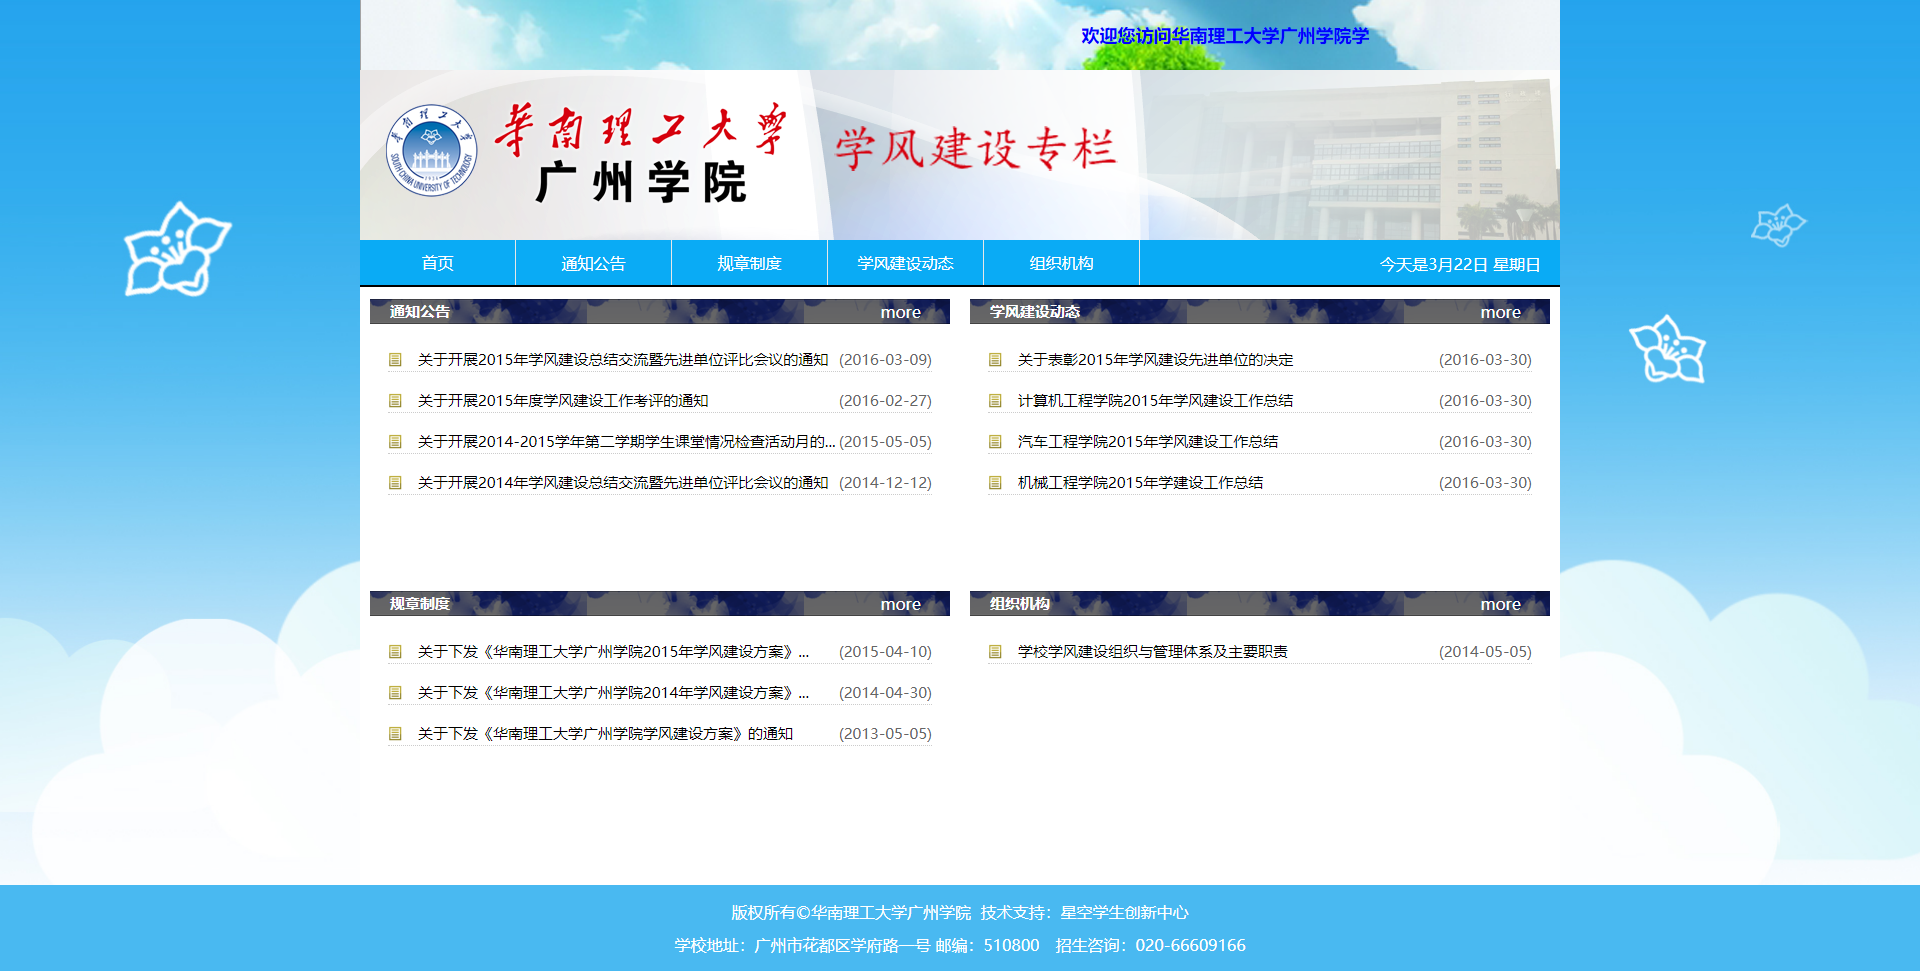 欢迎您访问华南理工大学广州学院学
华南理工大学
广州学院
学风建设专栏
华南理工大学
SOUTH CHINA UNIVERSITY OF TECHNOLOGY
首页 通知公告 规章制度 学风建设动态 组织机构 今天是3月22日 星期日
通知公告 more
关于开展2015年学风建设总结交流暨先进单位评比会议的通知 (2016-03-09)
关于开展2015年度学风建设工作考评的通知 (2016-02-27)
关于开展2014-2015学年第二学期学生课堂情况检查活动月的... (2015-05-05)
关于开展2014年学风建设总结交流暨先进单位评比会议的通知 (2014-12-12)
学风建设动态 more
关于表彰2015年学风建设先进单位的决定 (2016-03-30)
计算机工程学院2015年学风建设工作总结 (2016-03-30)
汽车工程学院2015年学风建设工作总结 (2016-03-30)
机械工程学院2015年学建设工作总结 (2016-03-30)
规章制度 more
关于下发《华南理工大学广州学院2015年学风建设方案》... (2015-04-10)
关于下发《华南理工大学广州学院2014年学风建设方案》... (2014-04-30)
关于下发《华南理工大学广州学院学风建设方案》的通知 (2013-05-05)
组织机构 more
学校学风建设组织与管理体系及主要职责 (2014-05-05)
版权所有©华南理工大学广州学院 技术支持：星空学生创新中心
学校地址：广州市花都区学府路一号 邮编：510800 招生咨询：020-66609166